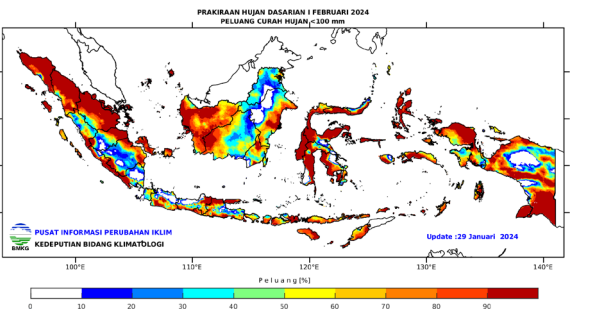 PRAKIRAAN HUJAN DASARIAN I FEBRUARI 2024
PELUANG CURAH HUJAN <100 mm
PUSAT INFORMASI PERUBAHAN IKLIM
BMKG
KEDEPUTIAN BIDANG KLIMATOLOGI
Update :29 Januari 2024
100°E 110°E 120°E 130°E 140°E
Peluang [%]
0 10 20 30 40 50 60 70 80 90